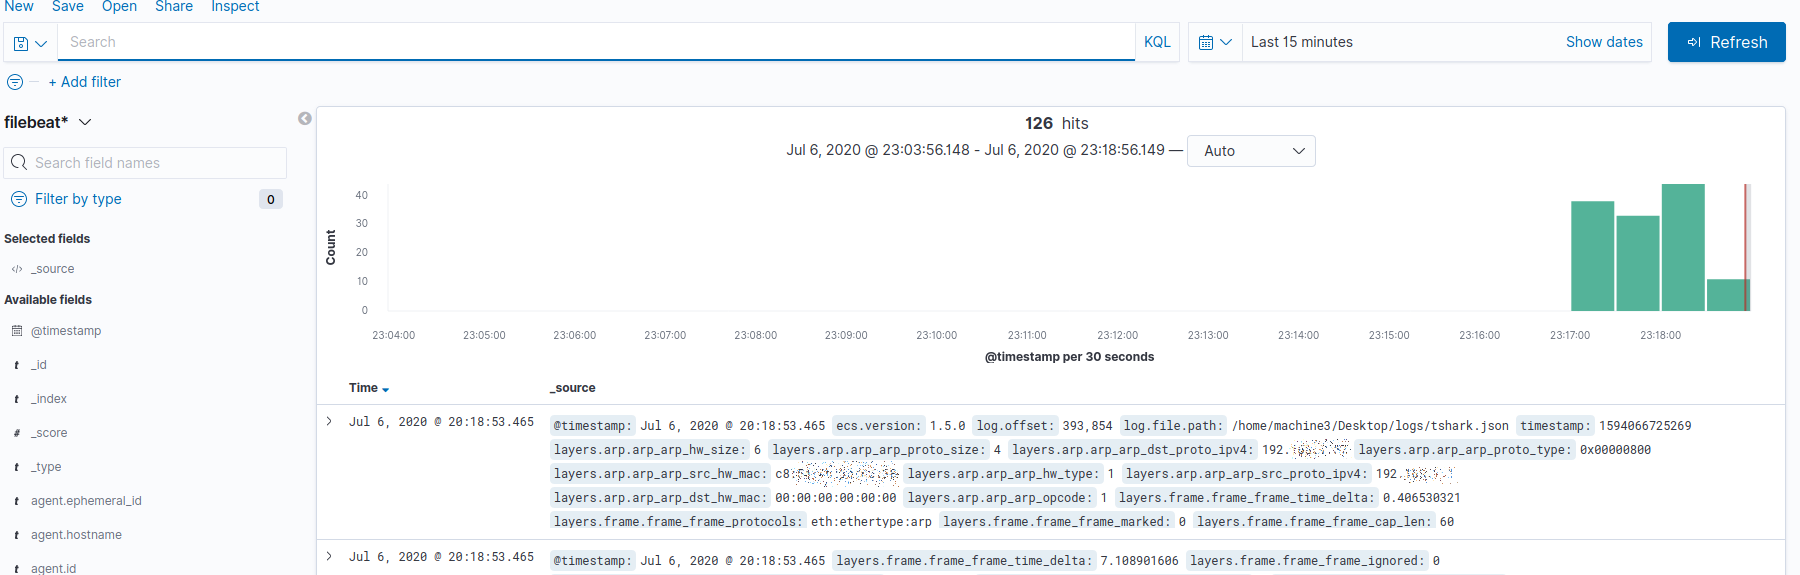 New Save Open Share Inspect
Search KQL Last 15 minutes Show dates Refresh
+ Add filter
filebeat*
Search field names
Filter by type 0
Selected fields
_source
Available fields
@timestamp
t _id
t _index
# _score
t _type
t agent.ephemeral_id
t agent.hostname
t agent.id
126 hits
Jul 6, 2020 @ 23:03:56.148 - Jul 6, 2020 @ 23:18:56.149 — Auto
Count
40
30
20
10
0
23:04:00 23:05:00 23:06:00 23:07:00 23:08:00 23:09:00 23:10:00 23:11:00 23:12:00 23:13:00 23:14:00 23:15:00 23:16:00 23:17:00 23:18:00
@timestamp per 30 seconds
Time _source
Jul 6, 2020 @ 20:18:53.465 @timestamp: Jul 6, 2020 @ 20:18:53.465 ecs.version: 1.5.0 log.offset: 393,854 log.file.path: /home/machine3/Desktop/logs/tshark.json timestamp: 1594066725269
layers.arp.arp_arp_hw_size: 6 layers.arp.arp_arp_proto_size: 4 layers.arp.arp_arp_dst_proto_ipv4: 192. layers.arp.arp_arp_proto_type: 0x00000800
layers.arp.arp_arp_src_hw_mac: c8: layers.arp.arp_arp_hw_type: 1 layers.arp.arp_arp_src_proto_ipv4: 192.
layers.arp.arp_arp_dst_hw_mac: 00:00:00:00:00:00 layers.arp.arp_arp_opcode: 1 layers.frame.frame_frame_time_delta: 0.406530321
layers.frame.frame_frame_protocols: eth:ethertype:arp layers.frame.frame_frame_marked: 0 layers.frame.frame_frame_cap_len: 60
Jul 6, 2020 @ 20:18:53.465 @timestamp: Jul 6, 2020 @ 20:18:53.465 layers.frame.frame_frame_time_delta: 7.108901606 layers.frame.frame_frame_ignored: 0